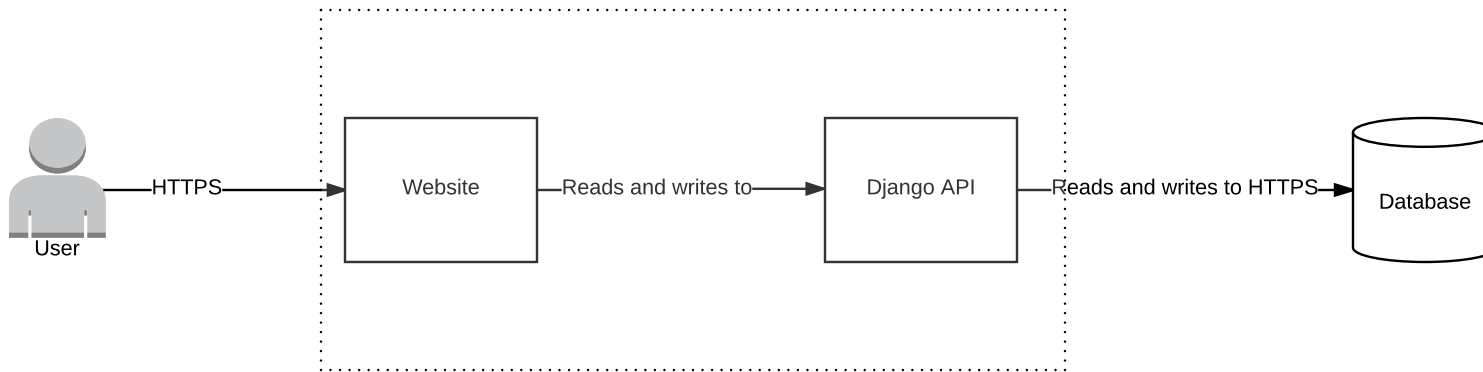 HTTPS
User
Website
Reads and writes to
Django API
Reads and writes to HTTPS
Database